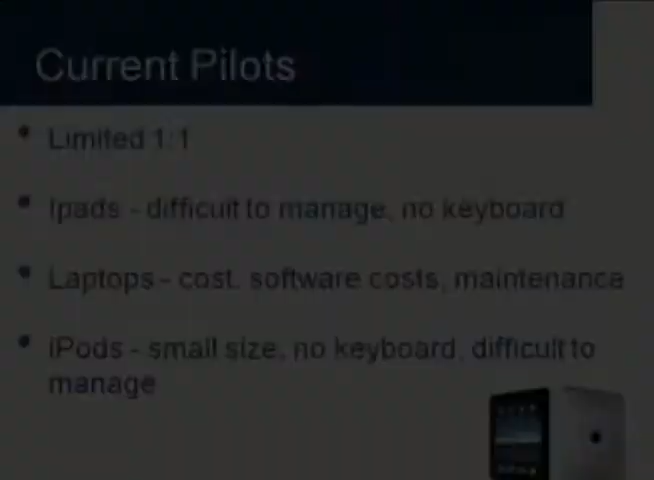 Current Pilots
• Limited 1:1
• Ipads - difficult to manage, no keyboard
• Laptops - cost, software costs, maintenance
• iPods - small size, no keyboard, difficult to
manage